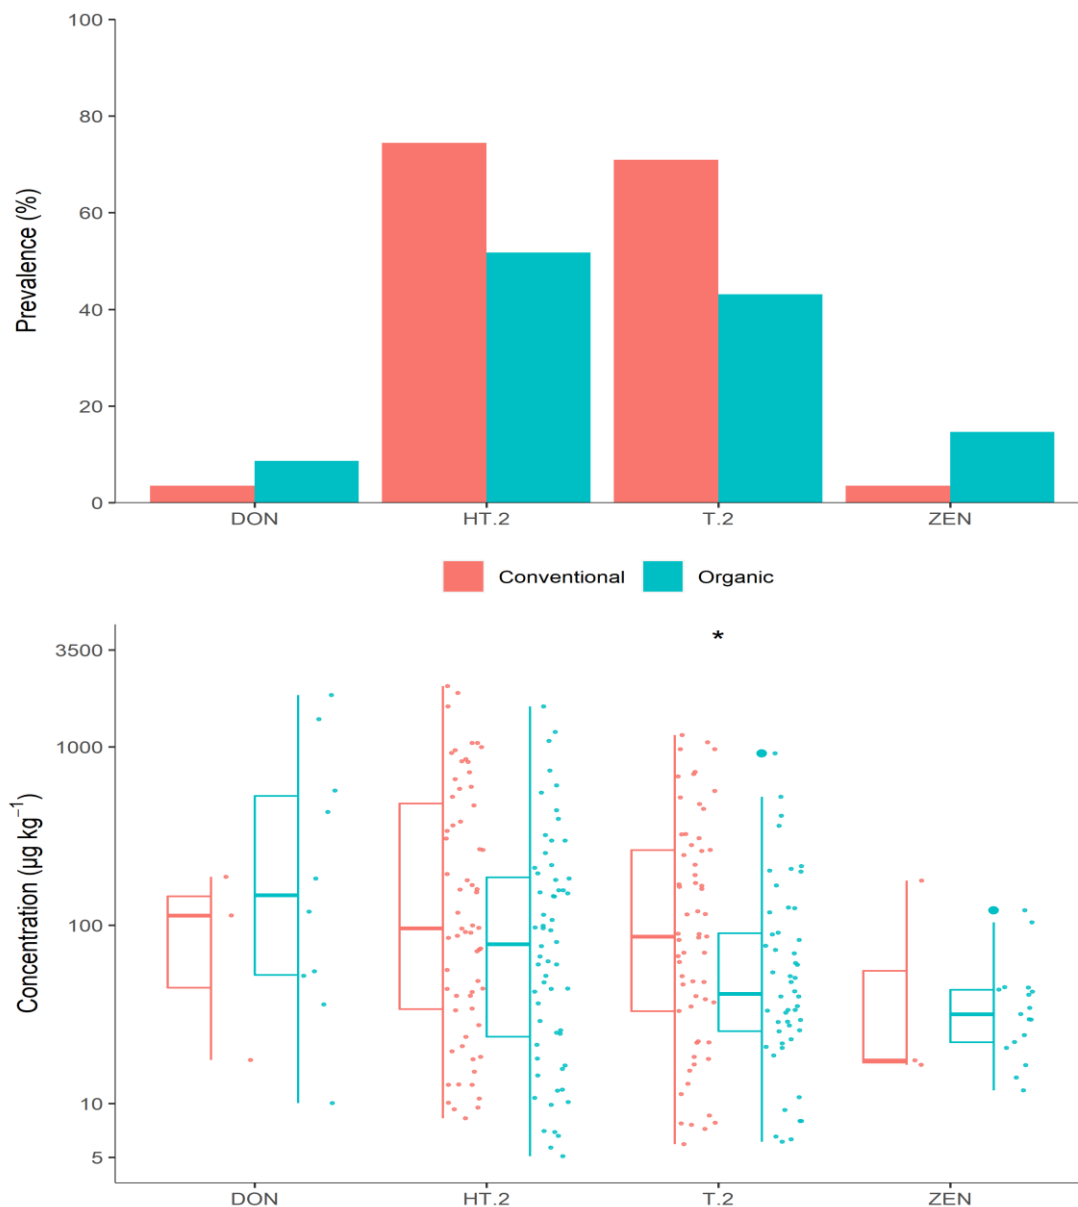 100
80
60
40
20
0
Prevalence (%)
DON HT.2 T.2 ZEN
Conventional Organic
*
3500
1000
100
10
5
Concentration (µg kg⁻¹)
DON HT.2 T.2 ZEN